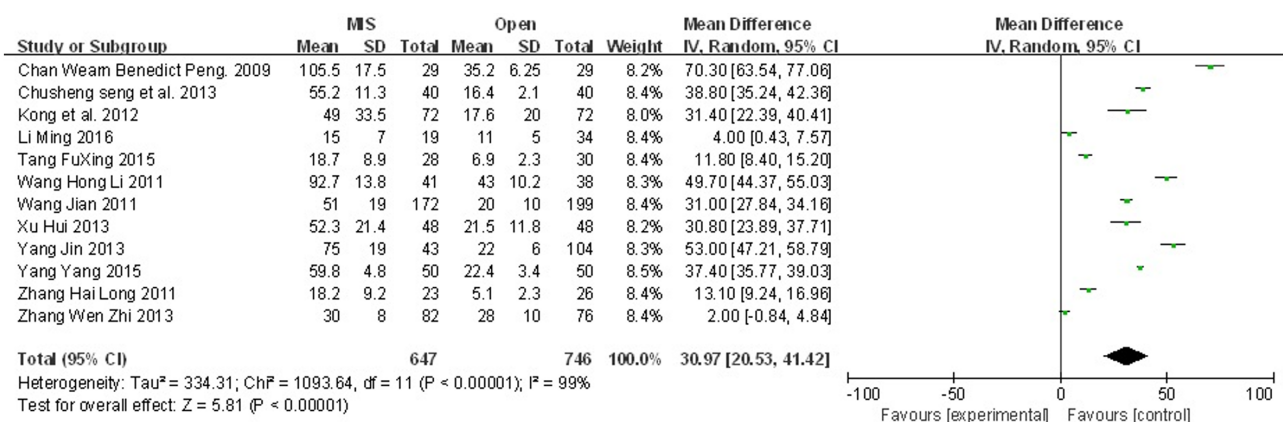 MIS Open Mean Difference Mean Difference
Study or Subgroup Mean SD Total Mean SD Total Weight IV, Random, 95% CI IV, Random, 95% CI
Chan Wearn Benedict Peng. 2009 105.5 17.5 29 35.2 6.25 29 8.2% 70.30 [63.54, 77.06]
Chusheng seng et al. 2013 55.2 11.3 40 16.4 2.1 40 8.4% 38.80 [35.24, 42.36]
Kong et al. 2012 49 33.5 72 17.6 20 72 8.0% 31.40 [22.39, 40.41]
Li Ming 2016 15 7 19 11 5 34 8.4% 4.00 [0.43, 7.57]
Tang FuXing 2015 18.7 8.9 28 6.9 2.3 30 8.4% 11.80 [8.40, 15.20]
Wang Hong Li 2011 92.7 13.8 41 43 10.2 38 8.3% 49.70 [44.37, 55.03]
Wang Jian 2011 51 19 172 20 10 199 8.4% 31.00 [27.84, 34.16]
Xu Hui 2013 52.3 21.4 48 21.5 11.8 48 8.2% 30.80 [23.89, 37.71]
Yang Jin 2013 75 19 43 22 6 104 8.3% 53.00 [47.21, 58.79]
Yang Yang 2015 59.8 4.8 50 22.4 3.4 50 8.5% 37.40 [35.77, 39.03]
Zhang Hai Long 2011 18.2 9.2 23 5.1 2.3 26 8.4% 13.10 [9.24, 16.96]
Zhang Wen Zhi 2013 30 8 82 28 10 76 8.4% 2.00 [-0.84, 4.84]
Total (95% CI) 647 746 100.0% 30.97 [20.53, 41.42]
Heterogeneity: Tau² = 334.31; Chi² = 1093.64, df = 11 (P < 0.00001); I² = 99%
Test for overall effect: Z = 5.81 (P < 0.00001)
-100 -50 0 50 100
Favours [experimental] Favours [control]